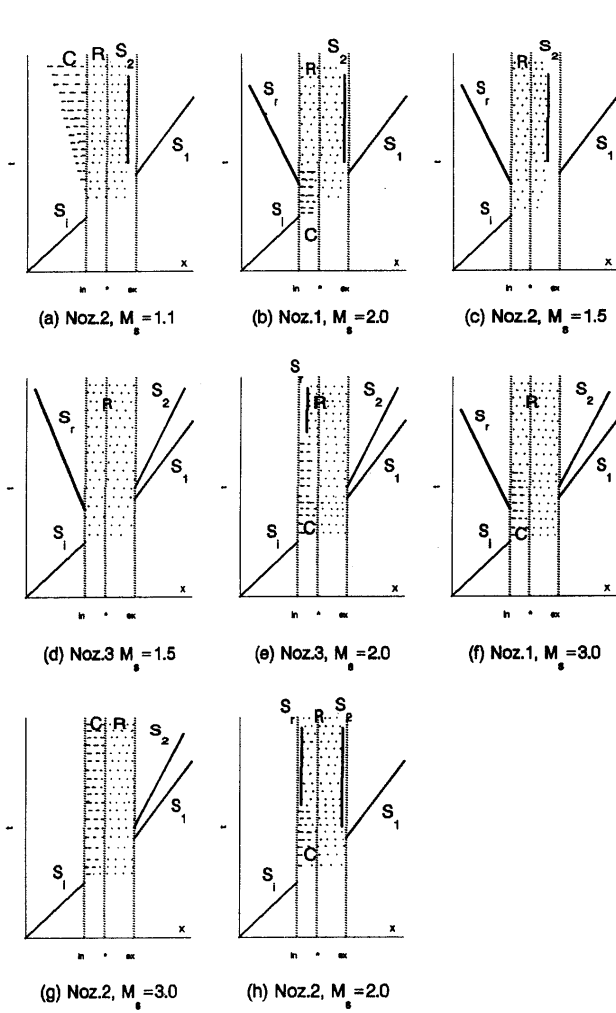 C R S2
t
S1
Si
x
in * ex
(a) Noz.2, Ms=1.1
S2
R
Sr
t
S1
Si
C
x
in * ex
(b) Noz.1, Ms=2.0
S2
R
Sr
t
S1
Si
x
in * ex
(c) Noz.2, Ms=1.5
R S2
Sr
S1
Si
x
in * ex
(d) Noz.3 Ms=1.5
Sr
R S2
S1
Si
C
x
in * ex
(e) Noz.3, Ms=2.0
R S2
Sr
S1
Si
C
x
in * ex
(f) Noz.1, Ms=3.0
C R S2
t
S1
Si
x
in * ex
(g) Noz.2, Ms=3.0
Sr R S2
t
S1
C
Si
x
in * ex
(h) Noz.2, Ms=2.0